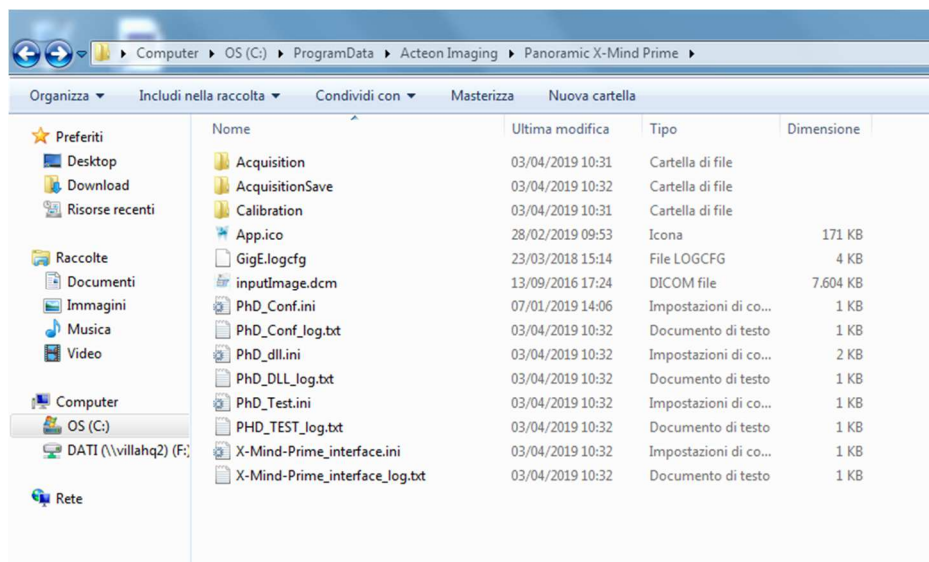 Computer ▸ OS (C:) ▸ ProgramData ▸ Acteon Imaging ▸ Panoramic X-Mind Prime ▸
Organizza Includi nella raccolta Condividi con Masterizza Nuova cartella
Preferiti
Desktop
Download
Risorse recenti
Raccolte
Documenti
Immagini
Musica
Video
Computer
OS (C:)
DATI (\\villahq2) (F:)
Rete
Nome Ultima modifica Tipo Dimensione
Acquisition 03/04/2019 10:31 Cartella di file
AcquisitionSave 03/04/2019 10:32 Cartella di file
Calibration 03/04/2019 10:31 Cartella di file
App.ico 28/02/2019 09:53 Icona 171 KB
GigE.logcfg 23/03/2018 15:14 File LOGCFG 4 KB
inputImage.dcm 13/09/2016 17:24 DICOM file 7.604 KB
PhD_Conf.ini 07/01/2019 14:06 Impostazioni di co... 1 KB
PhD_Conf_log.txt 03/04/2019 10:32 Documento di testo 1 KB
PhD_dll.ini 03/04/2019 10:32 Impostazioni di co... 2 KB
PhD_DLL_log.txt 03/04/2019 10:32 Documento di testo 1 KB
PhD_Test.ini 03/04/2019 10:32 Impostazioni di co... 1 KB
PHD_TEST_log.txt 03/04/2019 10:32 Documento di testo 1 KB
X-Mind-Prime_interface.ini 03/04/2019 10:32 Impostazioni di co... 1 KB
X-Mind-Prime_interface_log.txt 03/04/2019 10:32 Documento di testo 1 KB